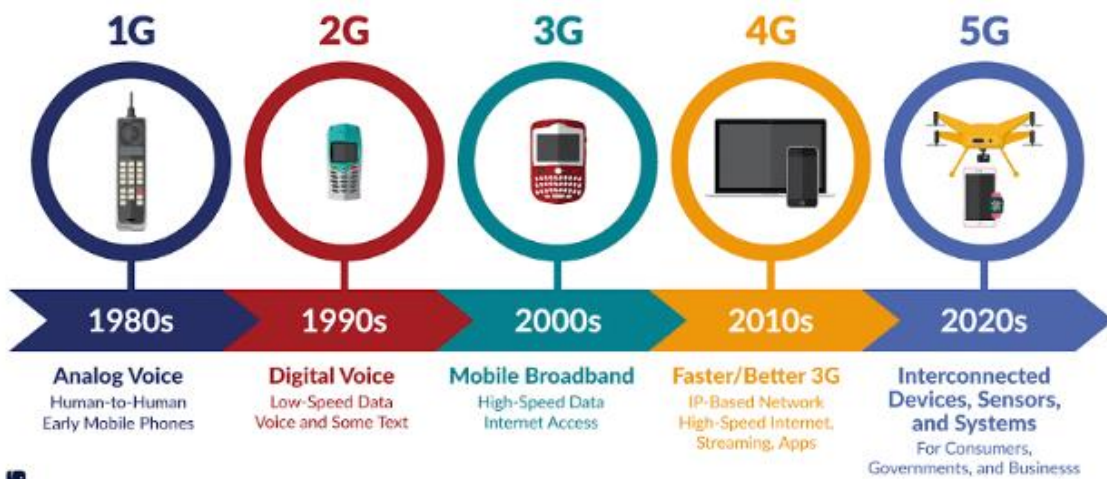 1G
2G
3G
4G
5G
1980s
1990s
2000s
2010s
2020s
Analog Voice
Human-to-Human
Early Mobile Phones
Digital Voice
Low-Speed Data
Voice and Some Text
Mobile Broadband
High-Speed Data
Internet Access
Faster/Better 3G
IP-Based Network
High-Speed Internet,
Streaming, Apps
Interconnected
Devices, Sensors,
and Systems
For Consumers,
Governments, and Businesss